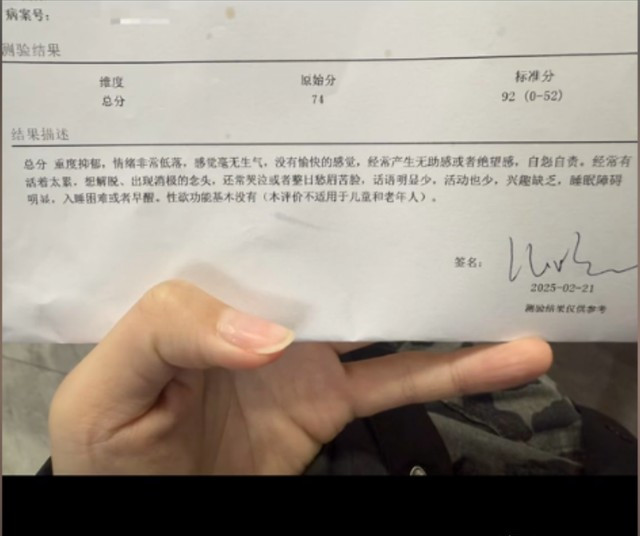 病案号：
测验结果
维度 原始分 标准分
总分 74 92 (0-52)
结果描述
总分 重度抑郁，情绪非常低落，感觉毫无生气，没有愉快的感觉，经常产生无助感或者绝望感，自怨自责。经常有
活着太累，想解脱、出现消极的念头，还常哭泣或者整日愁眉苦脸，话语明显少，活动也少，兴趣缺乏，睡眠障碍
明显，入睡困难或者早醒。性欲功能基本没有（本评价不适用于儿童和老年人）。
签名：
2025-02-21
测验结果仅供参考